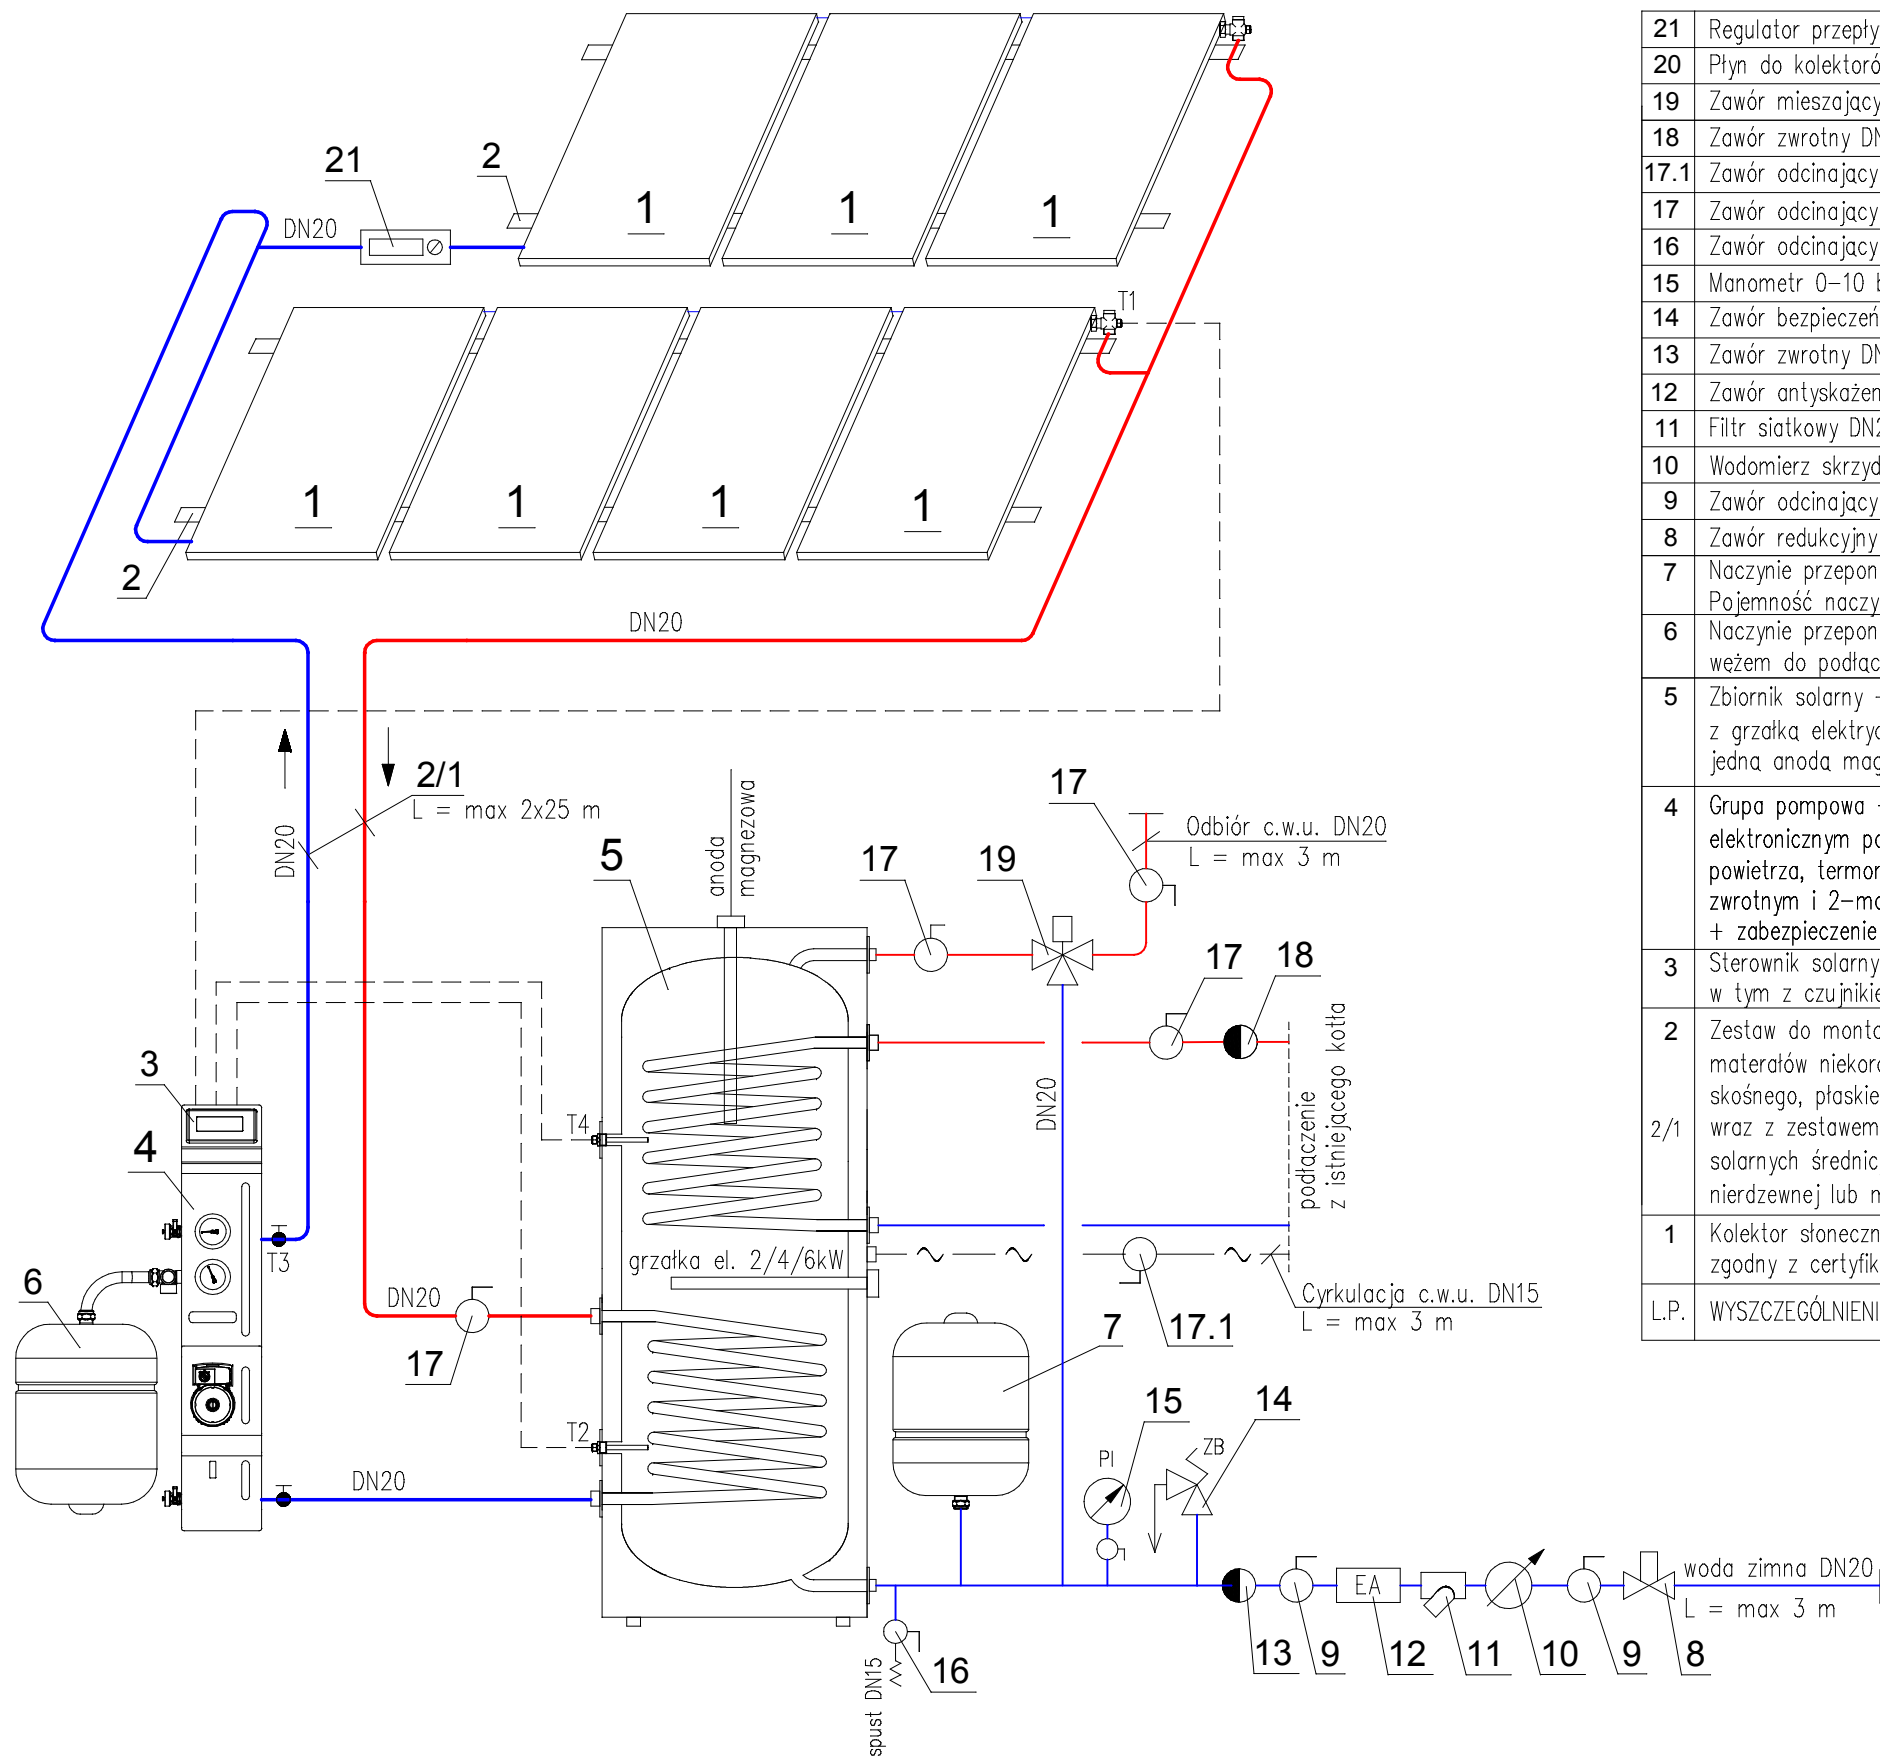 21
2
DN20
1
1
1
T1
1
1
1
1
2
DN20
2/1
L = max 2x25 m
DN20
anoda
magnezowa
5
17
19
17
Odbiór c.w.u. DN20
L = max 3 m
17
18
podłączenie
z istniejącego kotła
DN20
3
4
T4
T3
6
grzałka el. 2/4/6kW
DN20
17
17.1
Cyrkulacja c.w.u. DN15
L = max 3 m
7
T2
DN20
15
14
PI
ZB
EA
woda zimna DN20
L = max 3 m
13
9
12
11
10
9
8
16
spust DN15
21 Regulator przepły
20 Płyn do kolektoró
19 Zawór mieszający
18 Zawór zwrotny DN
17.1 Zawór odcinający
17 Zawór odcinający
16 Zawór odcinający
15 Manometr 0-10 b
14 Zawór bezpieczeń
13 Zawór zwrotny DN
12 Zawór antyskażen
11 Filtr siatkowy DN2
10 Wodomierz skrzyd
9 Zawór odcinający
8 Zawór redukcyjny
7 Naczynie przepon
Pojemność naczy
6 Naczynie przepon
wężem do podłąc
5 Zbiornik solarny -
z grzałką elektryc
jedną anodą mag
4 Grupa pompowa -
elektronicznym po
powietrza, termor
zwrotnym i 2-mo
+ zabezpieczenie
3 Sterownik solarny
w tym z czujnikie
2 Zestaw do monto
materałów niekoro
skośnego, płaskie
2/1 wraz z zestawem
solarnych średnic
nierdzewnej lub m
1 Kolektor słoneczn
zgodny z certyfik
L.P. WYSZCZEGÓLNIENI